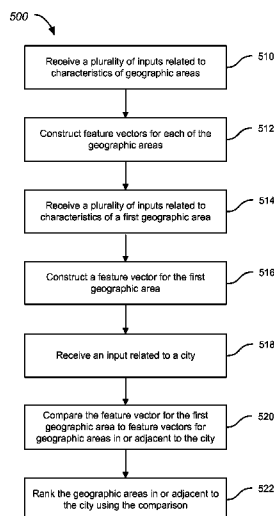 500
Receive a plurality of inputs related to
characteristics of geographic areas
510
Construct feature vectors for each of the
geographic areas
512
Receive a plurality of inputs related to
characteristics of a first geographic area
514
Construct a feature vector for the first
geographic area
516
Receive an input related to a city
518
Compare the feature vector for the first
geographic area to feature vectors for
geographic areas in or adjacent to the city
520
Rank the geographic areas in or adjacent to
the city using the comparison
522